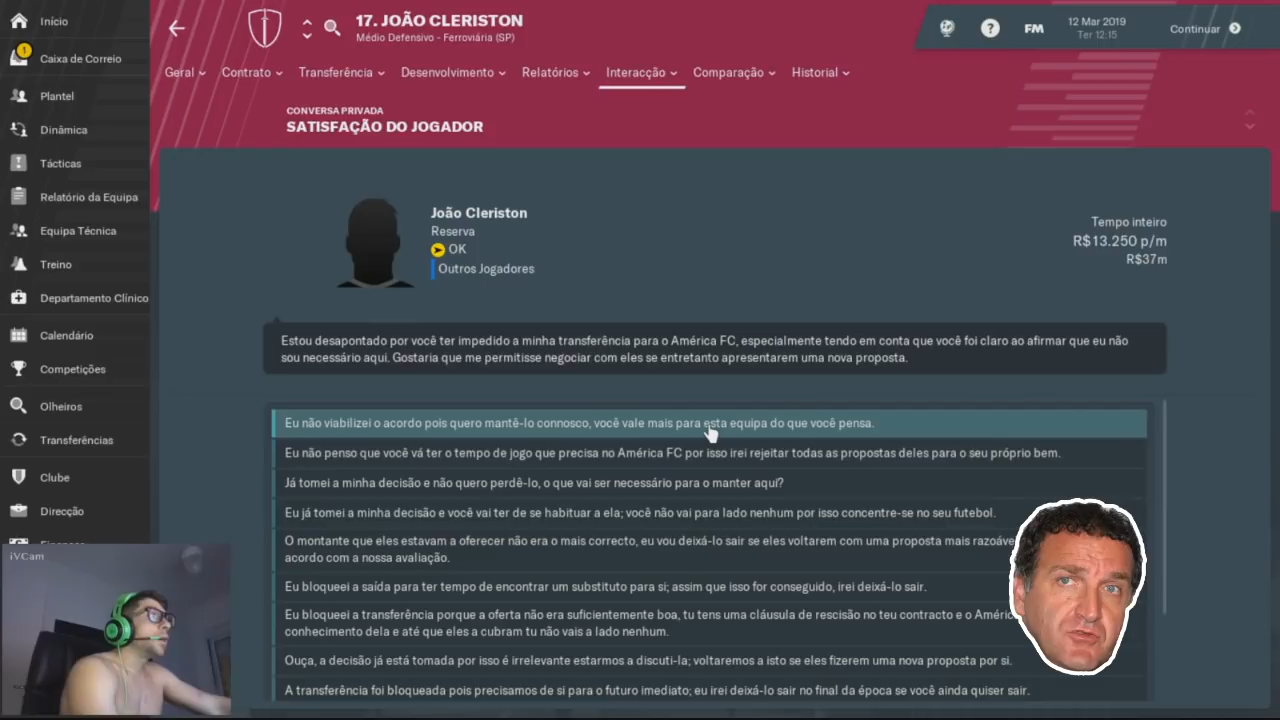 Início
17. JOÃO CLERISTON
Médio Defensivo - Ferroviária (SP)
12 Mar 2019
Ter 12:15
FM
?
Continuar
1
Caixa de Correio
Geral
Contrato
Transferência
Desenvolvimento
Relatórios
Interacção
Comparação
Historial
Plantel
Dinâmica
Tácticas
Relatório da Equipa
Equipa Técnica
Treino
Departamento Clínico
Calendário
Competições
Olheiros
Transferências
Clube
Direcção
CONVERSA PRIVADA
SATISFAÇÃO DO JOGADOR
João Cleriston
Reserva
OK
Outros Jogadores
Tempo inteiro
R$13.250 p/m
R$37m
Estou desapontado por você ter impedido a minha transferência para o América FC, especialmente tendo em conta que você foi claro ao afirmar que eu não
sou necessário aqui. Gostaria que me permitisse negociar com eles se entretanto apresentarem uma nova proposta.
Eu não viabilizei o acordo pois quero mantê-lo connosco, você vale mais para esta equipa do que você pensa.
Eu não penso que você vá ter o tempo de jogo que precisa no América FC por isso irei rejeitar todas as propostas deles para o seu próprio bem.
Já tomei a minha decisão e não quero perdê-lo, o que vai ser necessário para o manter aqui?
Eu já tomei a minha decisão e você vai ter de se habituar a ela; você não vai para lado nenhum por isso concentre-se no seu futebol.
O montante que eles estavam a oferecer não era o mais correcto, eu vou deixá-lo sair se eles voltarem com uma proposta mais razoáve
acordo com a nossa avaliação.
Eu bloqueei a saída para ter tempo de encontrar um substituto para si; assim que isso for conseguido, irei deixá-lo sair.
Eu bloqueei a transferência porque a oferta não era suficientemente boa, tu tens uma cláusula de rescisão no teu contracto e o Améric
conhecimento dela e até que eles a cubram tu não vais a lado nenhum.
Ouça, a decisão já está tomada por isso é irrelevante estarmos a discuti-la; voltaremos a isto se eles fizerem uma nova proposta por si.
A transferência foi bloqueada pois precisamos de si para o futuro imediato; eu irei deixá-lo sair no final da época se você ainda quiser sair.
iVCam